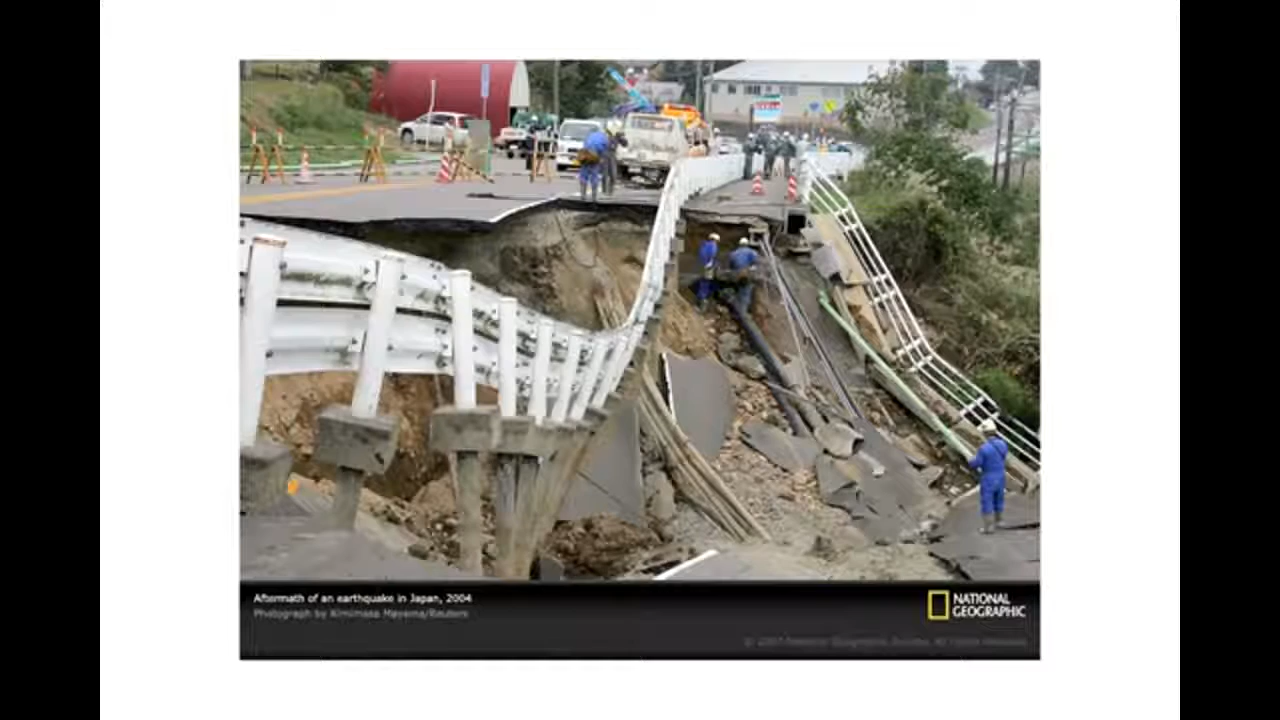 Aftermath of an earthquake in Japan, 2004
Photograph by Kimimasa Mayama/Reuters
NATIONAL
GEOGRAPHIC